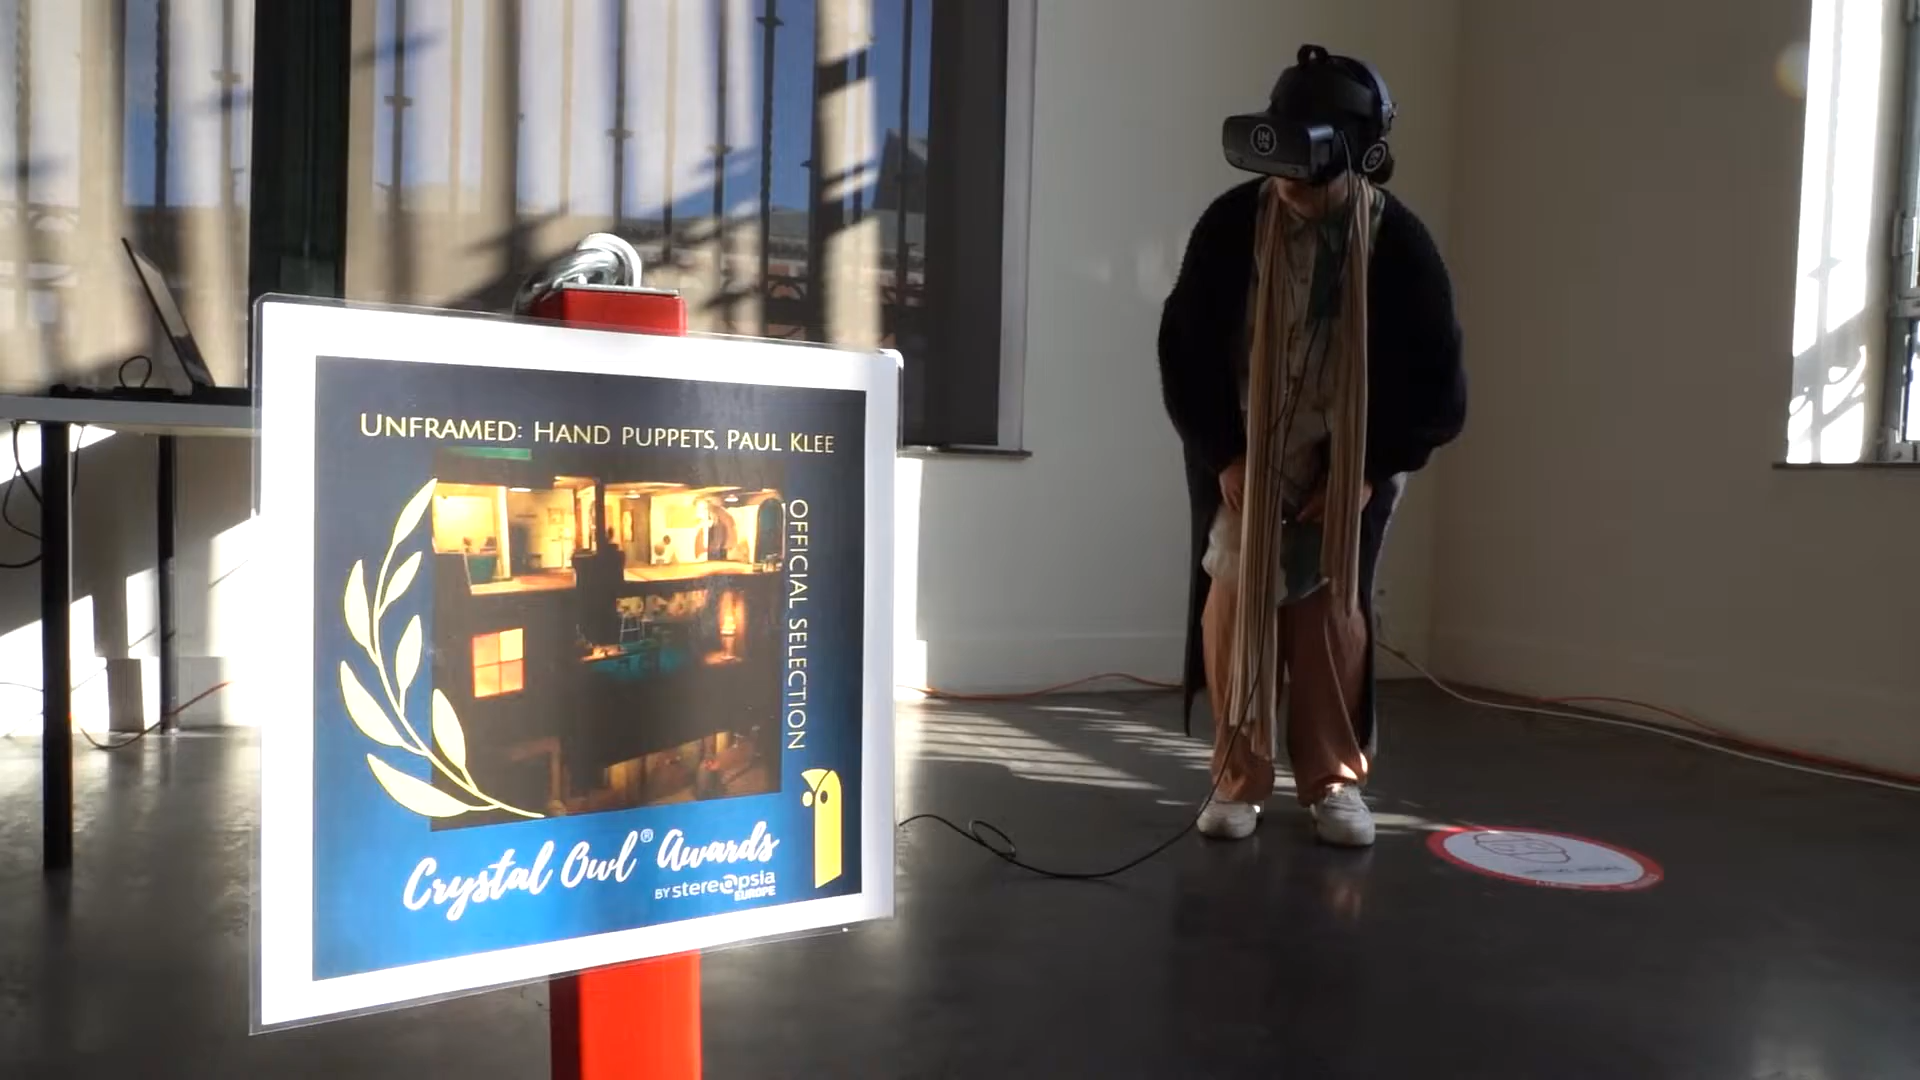 UNFRAMED: HAND PUPPETS, PAUL KLEE
OFFICIAL SELECTION
Crystal Owl® Awards
BY stereopsia
EUROPE